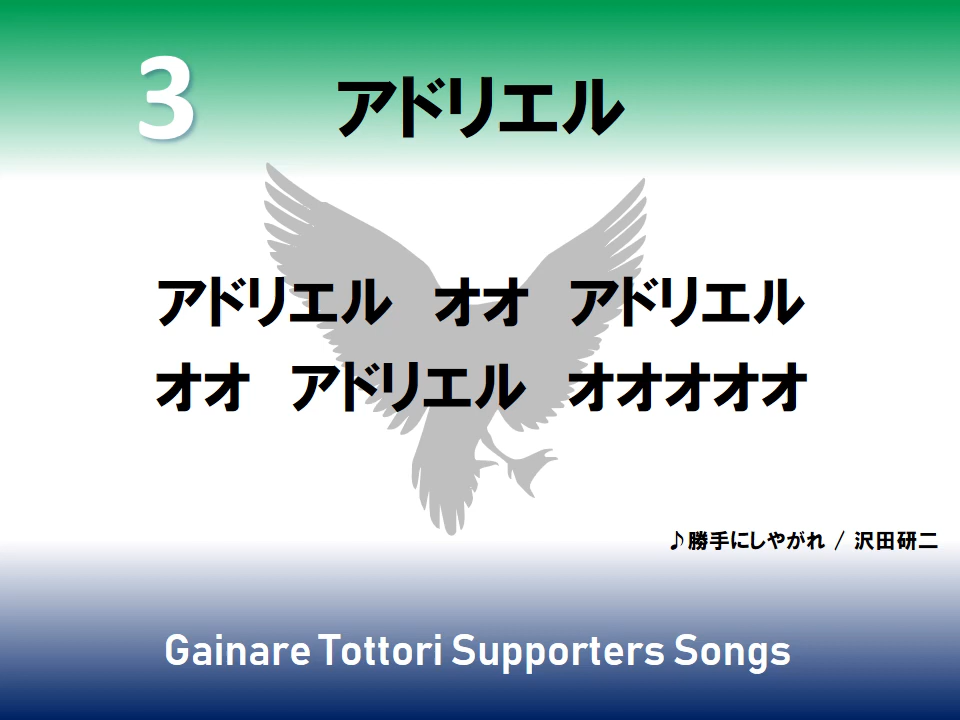 3
アドリエル
アドリエル　オオ　アドリエル
オオ　アドリエル　オオオオオ
♪勝手にしやがれ / 沢田研二
Gainare Tottori Supporters Songs